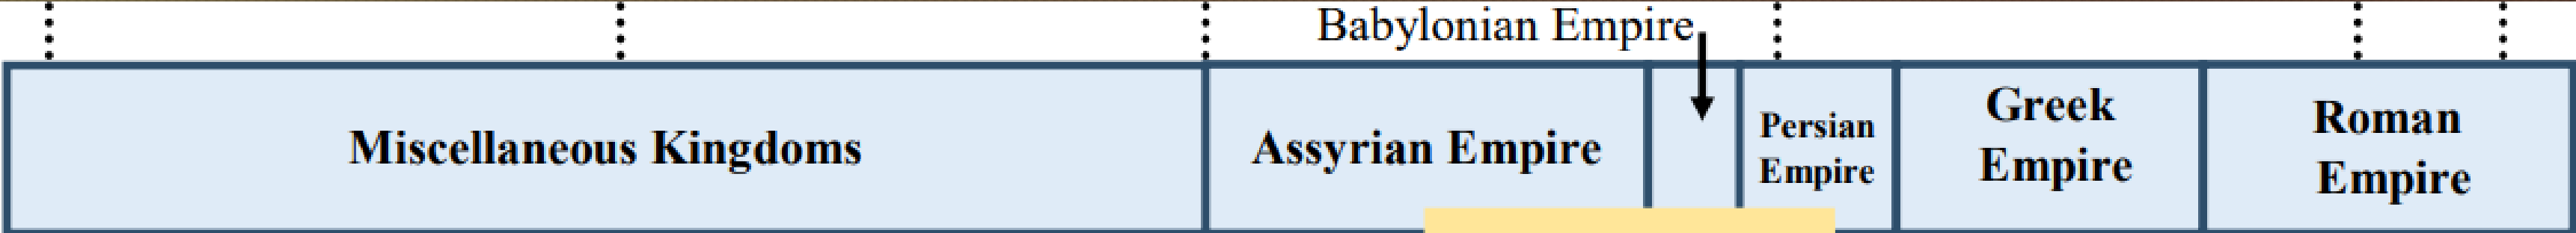 Babylonian Empire
Miscellaneous Kingdoms
Assyrian Empire
Persian
Empire
Greek
Empire
Roman
Empire